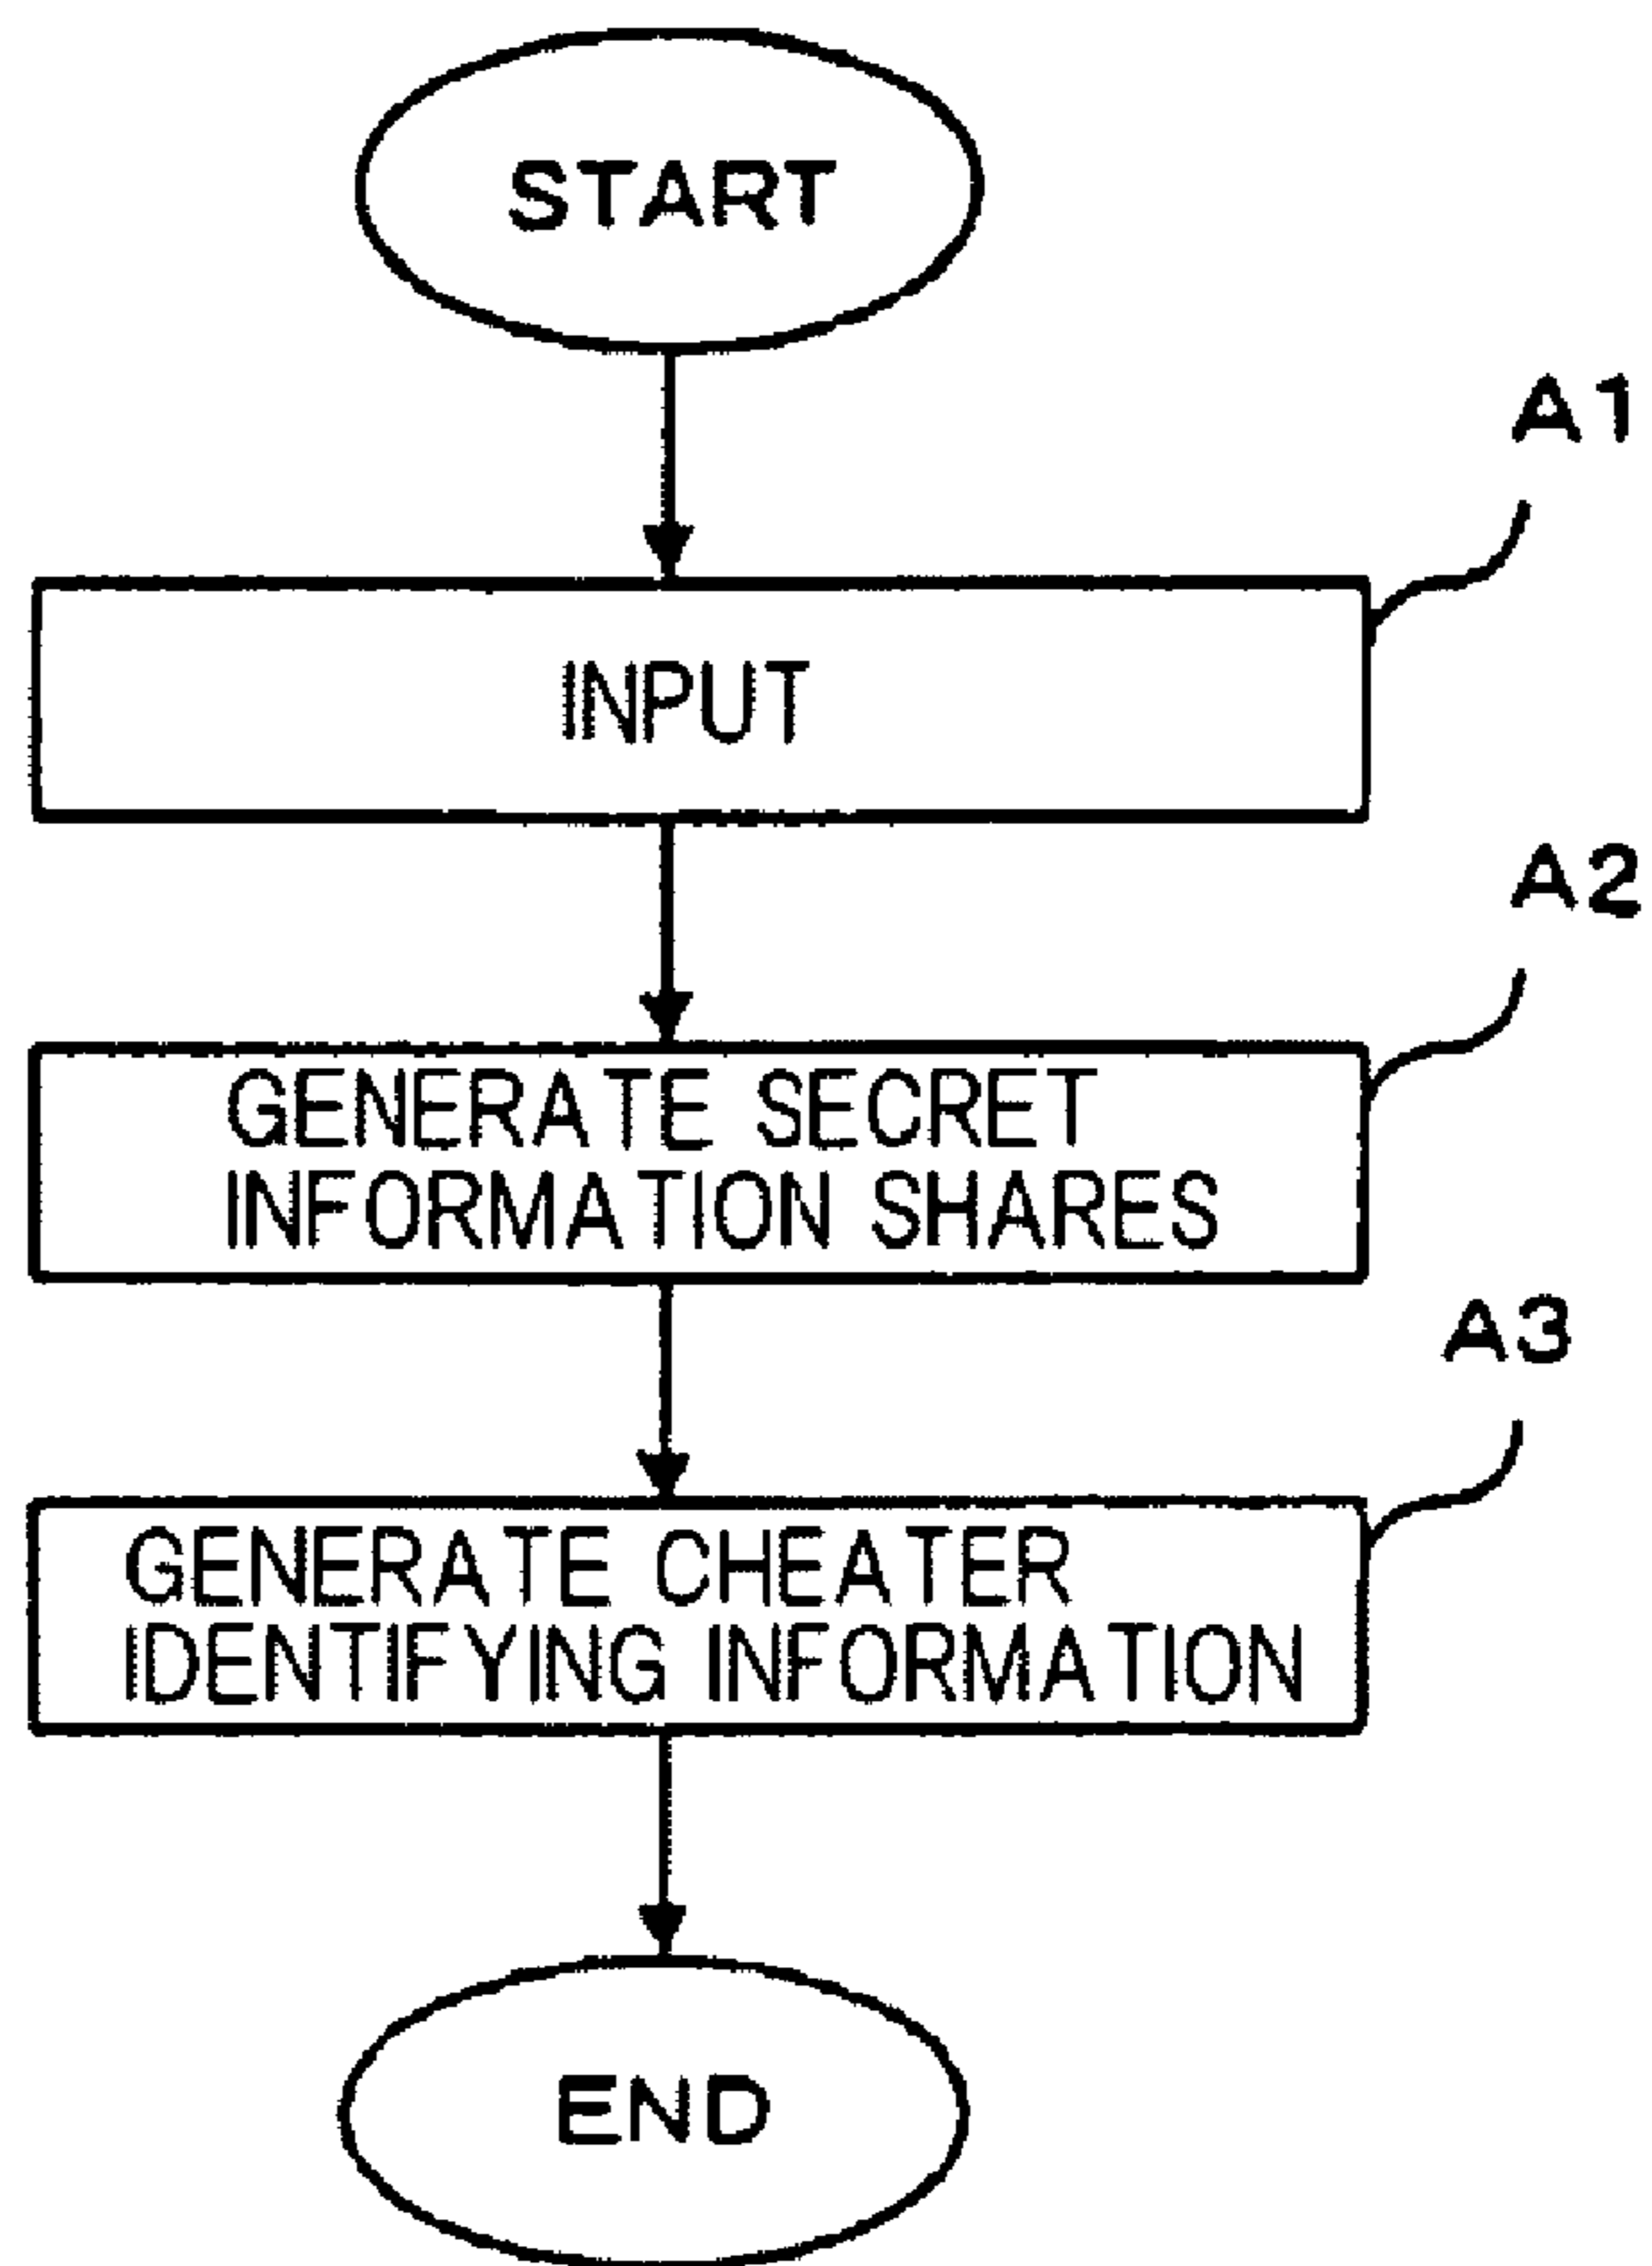 START
A1
INPUT
A2
GENERATE SECRET
INFORMATION SHARES
A3
GENERATE CHEATER
IDENTIFYING INFORMATION
END